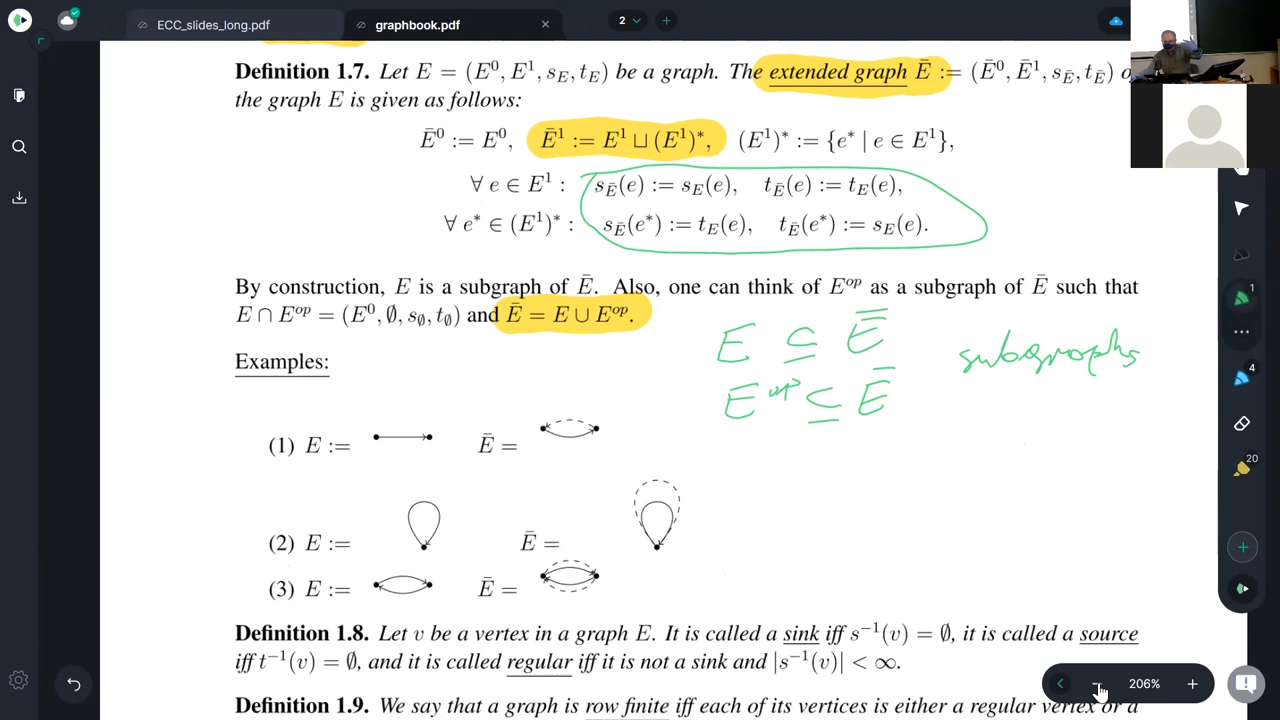 ECC_slides_long.pdf
graphbook.pdf
2
Definition 1.7. Let E = (E⁰, E¹, s_E, t_E) be a graph. The extended graph Ē := (Ē⁰, Ē¹, s_Ē, t_Ē)
the graph E is given as follows:
Ē⁰ := E⁰, Ē¹ := E¹ ⊔ (E¹)*, (E¹)* := {e* | e ∈ E¹},
∀ e ∈ E¹ : s_Ē(e) := s_E(e), t_Ē(e) := t_E(e),
∀ e* ∈ (E¹)* : s_Ē(e*) := t_E(e), t_Ē(e*) := s_E(e).
By construction, E is a subgraph of Ē. Also, one can think of E^{op} as a subgraph of Ē such that
E ∩ E^{op} = (E⁰, ∅, s_∅, t_∅) and Ē = E ∪ E^{op}.
E ⊆ Ē
subgraphs
E^{op} ⊆ Ē
Examples:
(1) E := Ē =
(2) E := Ē =
(3) E := Ē =
Definition 1.8. Let v be a vertex in a graph E. It is called a sink iff s⁻¹(v) = ∅, it is called a source
iff t⁻¹(v) = ∅, and it is called regular iff it is not a sink and |s⁻¹(v)| < ∞.
Definition 1.9. We say that a graph is row finite iff each of its vertices is either a regular vertex or a
1
4
20
206%